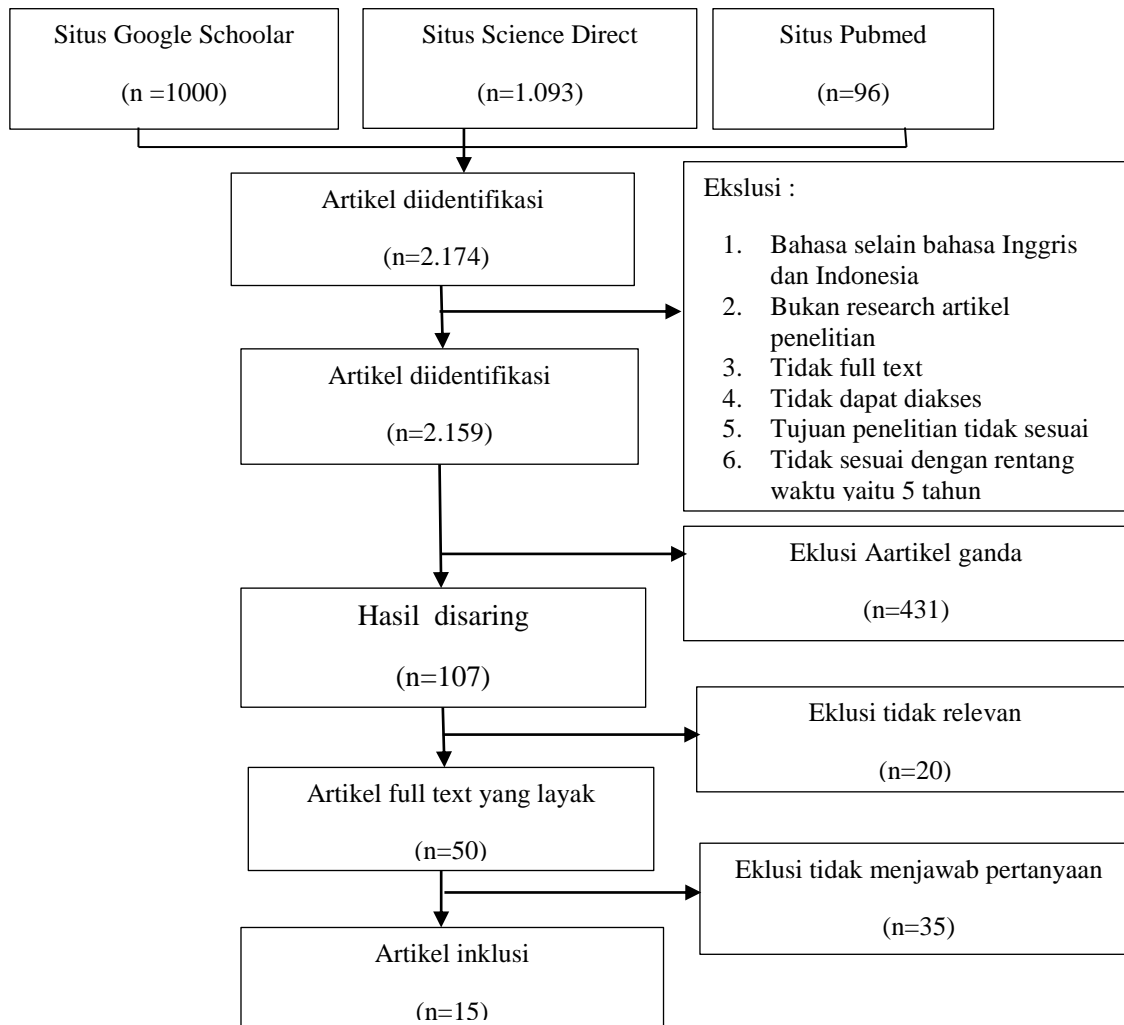 Situs Google Schoolar
(n =1000)
Situs Science Direct
(n=1.093)
Situs Pubmed
(n=96)
Artikel diidentifikasi
(n=2.174)
Ekslusi :
1. Bahasa selain bahasa Inggris
dan Indonesia
2. Bukan research artikel
penelitian
3. Tidak full text
4. Tidak dapat diakses
5. Tujuan penelitian tidak sesuai
6. Tidak sesuai dengan rentang
waktu yaitu 5 tahun
Artikel diidentifikasi
(n=2.159)
Eklusi Aartikel ganda
(n=431)
Hasil disaring
(n=107)
Eklusi tidak relevan
(n=20)
Artikel full text yang layak
(n=50)
Eklusi tidak menjawab pertanyaan
(n=35)
Artikel inklusi
(n=15)